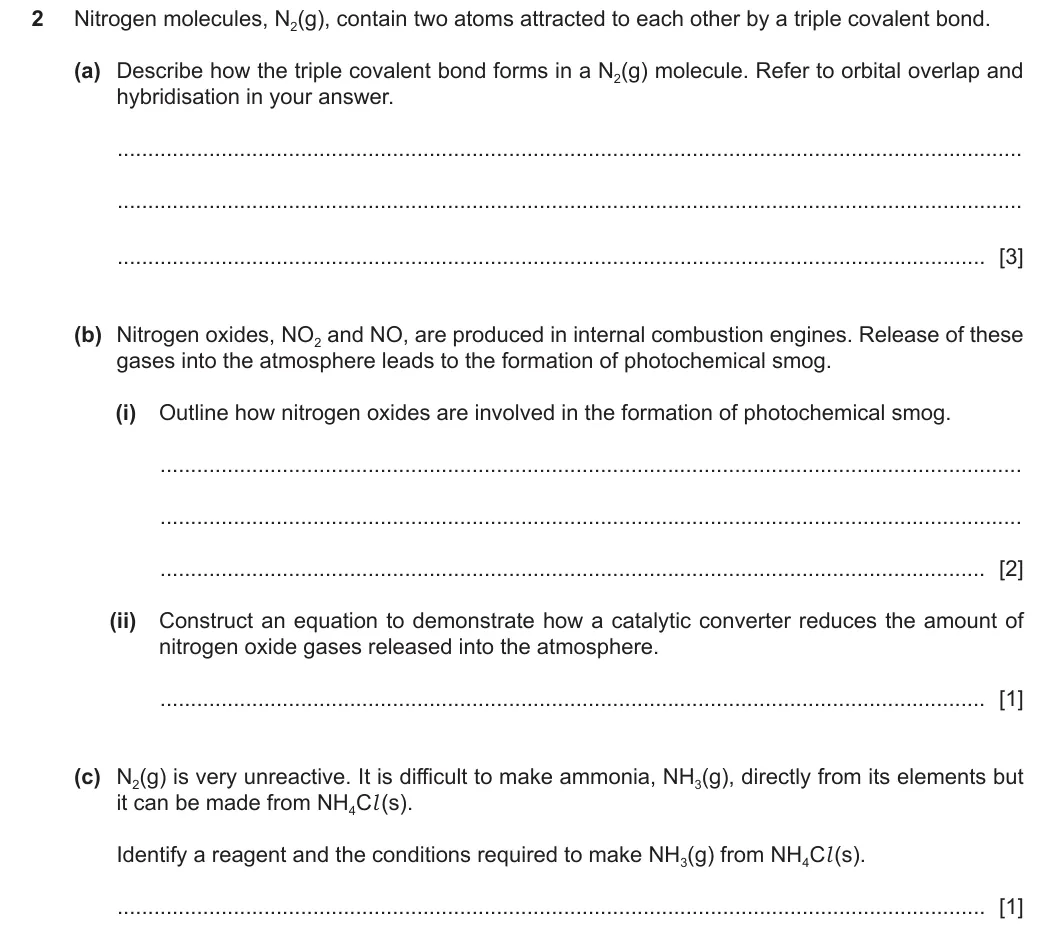 2 Nitrogen molecules, N₂(g), contain two atoms attracted to each other by a triple covalent bond.
(a) Describe how the triple covalent bond forms in a N₂(g) molecule. Refer to orbital overlap and
hybridisation in your answer.
..........................................................................................................................................
..........................................................................................................................................
.................................................................................................................................... [3]
(b) Nitrogen oxides, NO₂ and NO, are produced in internal combustion engines. Release of these
gases into the atmosphere leads to the formation of photochemical smog.
(i) Outline how nitrogen oxides are involved in the formation of photochemical smog.
..........................................................................................................................................
..........................................................................................................................................
.................................................................................................................................... [2]
(ii) Construct an equation to demonstrate how a catalytic converter reduces the amount of
nitrogen oxide gases released into the atmosphere.
.................................................................................................................................... [1]
(c) N₂(g) is very unreactive. It is difficult to make ammonia, NH₃(g), directly from its elements but
it can be made from NH₄Cl(s).
Identify a reagent and the conditions required to make NH₃(g) from NH₄Cl(s).
.................................................................................................................................... [1]